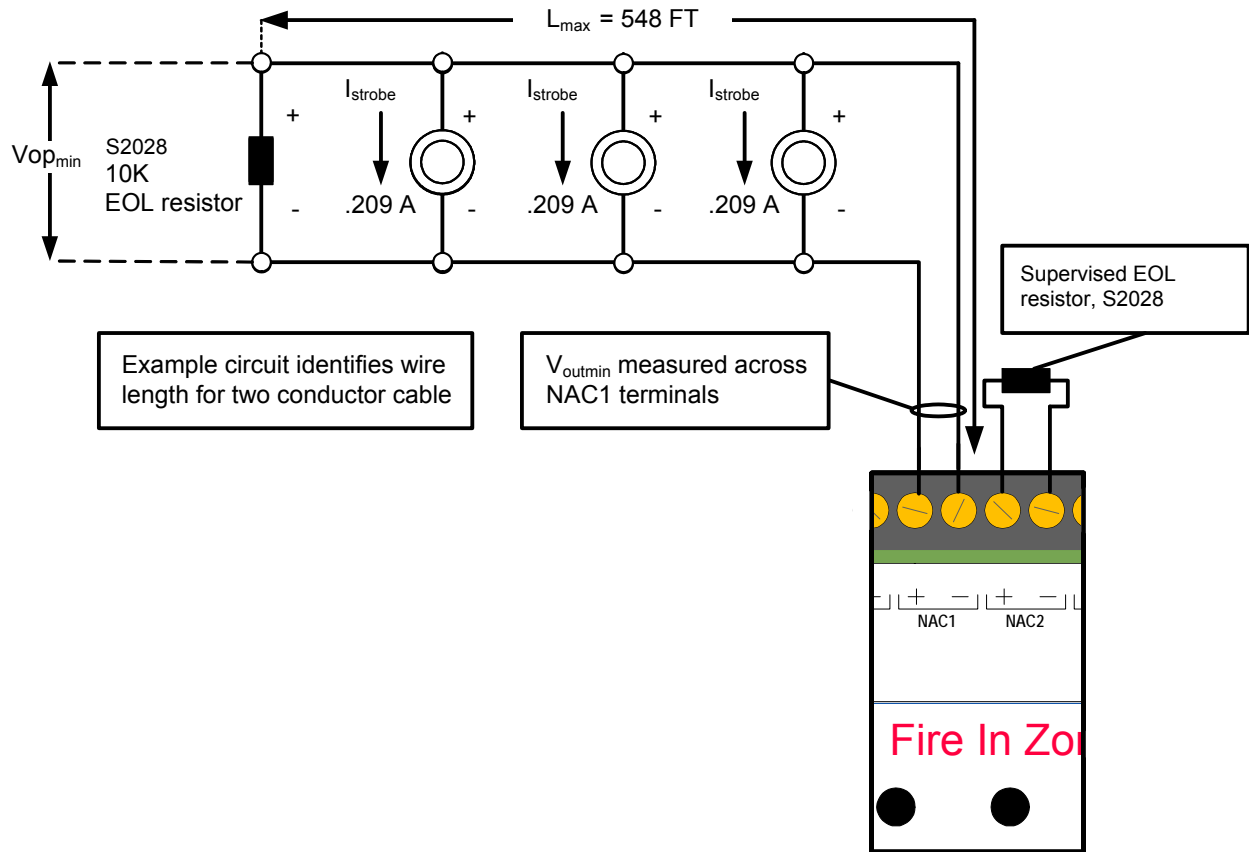 Lmax = 548 FT
Vopmin
S2028
10K
EOL resistor
+
-
Istrobe
.209 A
+
-
Istrobe
.209 A
+
-
Istrobe
.209 A
+
-
Example circuit identifies wire
length for two conductor cable
Voutmin measured across
NAC1 terminals
Supervised EOL
resistor, S2028
+ −
NAC1
+ −
NAC2
Fire In Zo